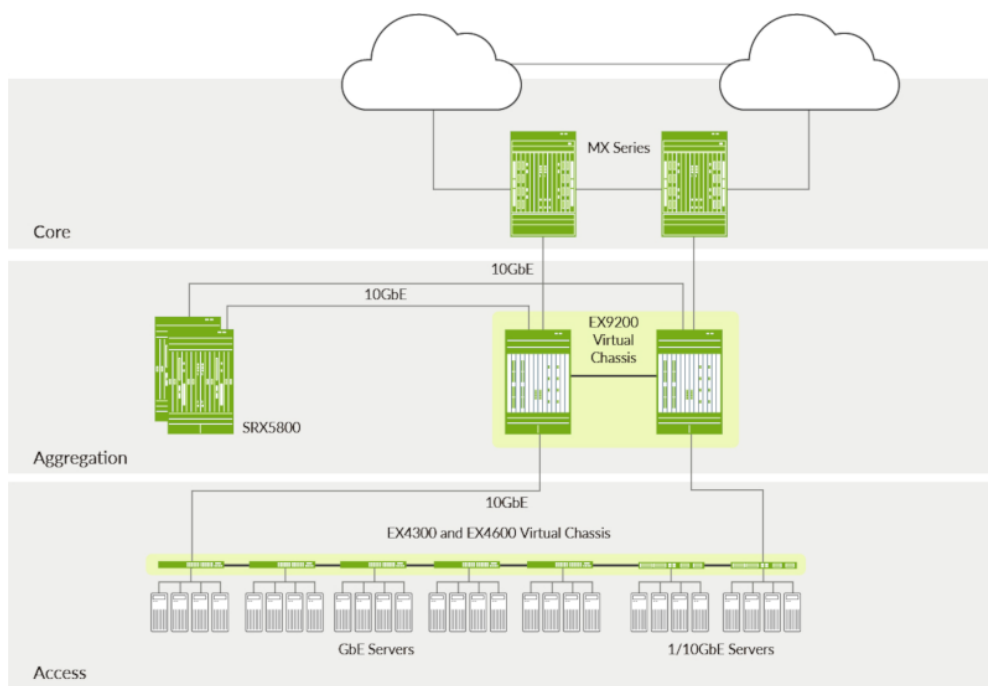 MX Series
Core
10GbE
10GbE
EX9200
Virtual
Chassis
SRX5800
Aggregation
10GbE
EX4300 and EX4600 Virtual Chassis
GbE Servers
1/10GbE Servers
Access